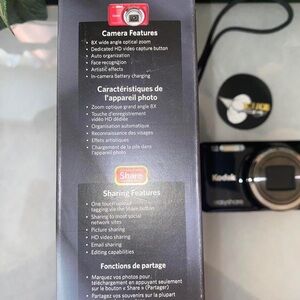 Camera Features
• 8X wide angle optical zoom
• Dedicated HD video capture button
• Auto organization
• Face recognition
• Artistic effects
• In-camera Battery charging
Caractéristiques de
l'appareil photo
• Zoom optique grand angle 8X
• Touche d'enregistrement
vidéo HD dédiée
• Organisation automatique
• Reconnaissance des visages
• Effets artistiques
• Chargement de la pile dans
l'appareil
Share
Sharing Features
• One touch upload
tagging via the Share button
• Sharing to most social
network sites
• Picture sharing
• HD video sharing
• Email sharing
• Editing capabilities
Fonctions de partage
• Marquez vos photos pour
téléchargement en appuyant seulement
sur le bouton « Share » (Partager)
• Partagez vos souvenirs sur la plupart
Kodak
easyshare